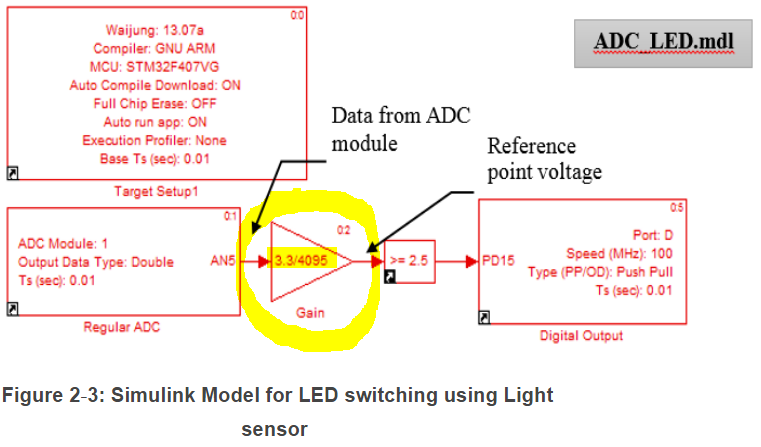 0:0
Waijung: 13.07a
Compiler: GNU ARM
MCU: STM32F407VG
Auto Compile Download: ON
Full Chip Erase: OFF
Auto run app: ON
Execution Profiler: None
Base Ts (sec): 0.01
Target Setup1
ADC_LED.mdl
Data from ADC
module
Reference
point voltage
0:1
ADC Module: 1
Output Data Type: Double
Ts (sec): 0.01
AN5
Regular ADC
0:2
3.3/4095
Gain
>= 2.5
0:5
PD15
Port: D
Speed (MHz): 100
Type (PP/OD): Push Pull
Ts (sec): 0.01
Digital Output
Figure 2-3: Simulink Model for LED switching using Light
sensor